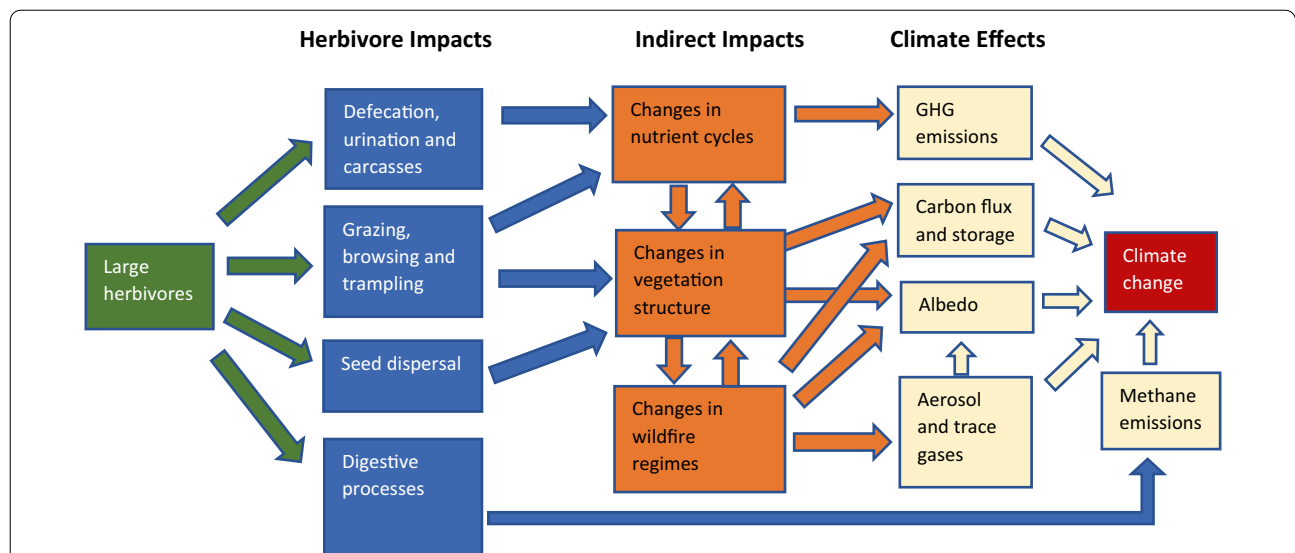 Herbivore Impacts
Indirect Impacts
Climate Effects
Large
herbivores
Defecation,
urination and
carcasses
Grazing,
browsing and
trampling
Seed dispersal
Digestive
processes
Changes in
nutrient cycles
Changes in
vegetation
structure
Changes in
wildfire
regimes
GHG
emissions
Carbon flux
and storage
Albedo
Aerosol
and trace
gases
Climate
change
Methane
emissions